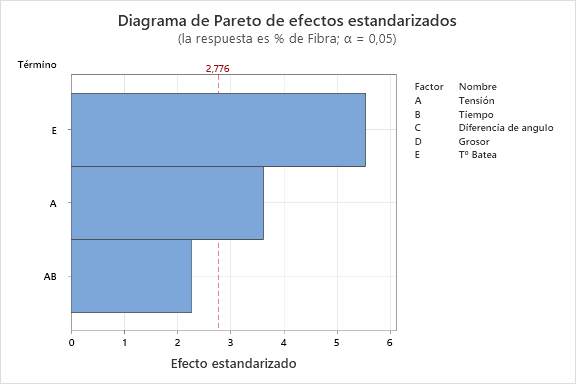 Diagrama de Pareto de efectos estandarizados
(la respuesta es % de Fibra; α = 0,05)
Término
2,776
E
A
AB
0 1 2 3 4 5 6
Efecto estandarizado
Factor Nombre
A Tensión
B Tiempo
C Diferencia de angulo
D Grosor
E Tº Batea